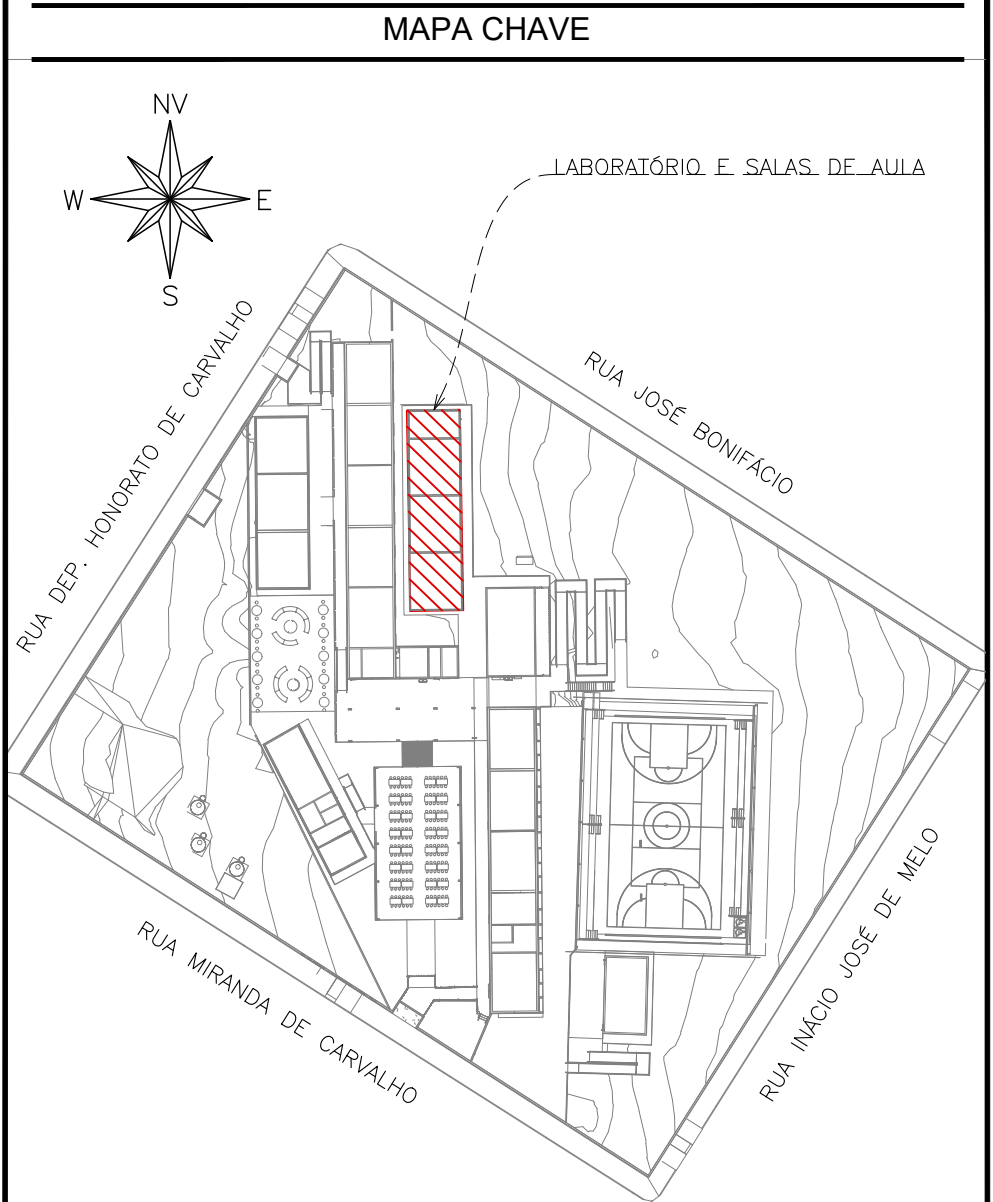 MAPA CHAVE
NV
W
E
S
LABORATÓRIO E SALAS DE AULA
RUA DEP. HONORATO DE CARVALHO
RUA JOSÉ BONIFÁCIO
RUA MIRANDA DE CARVALHO
RUA INÁCIO JOSÉ DE MELO